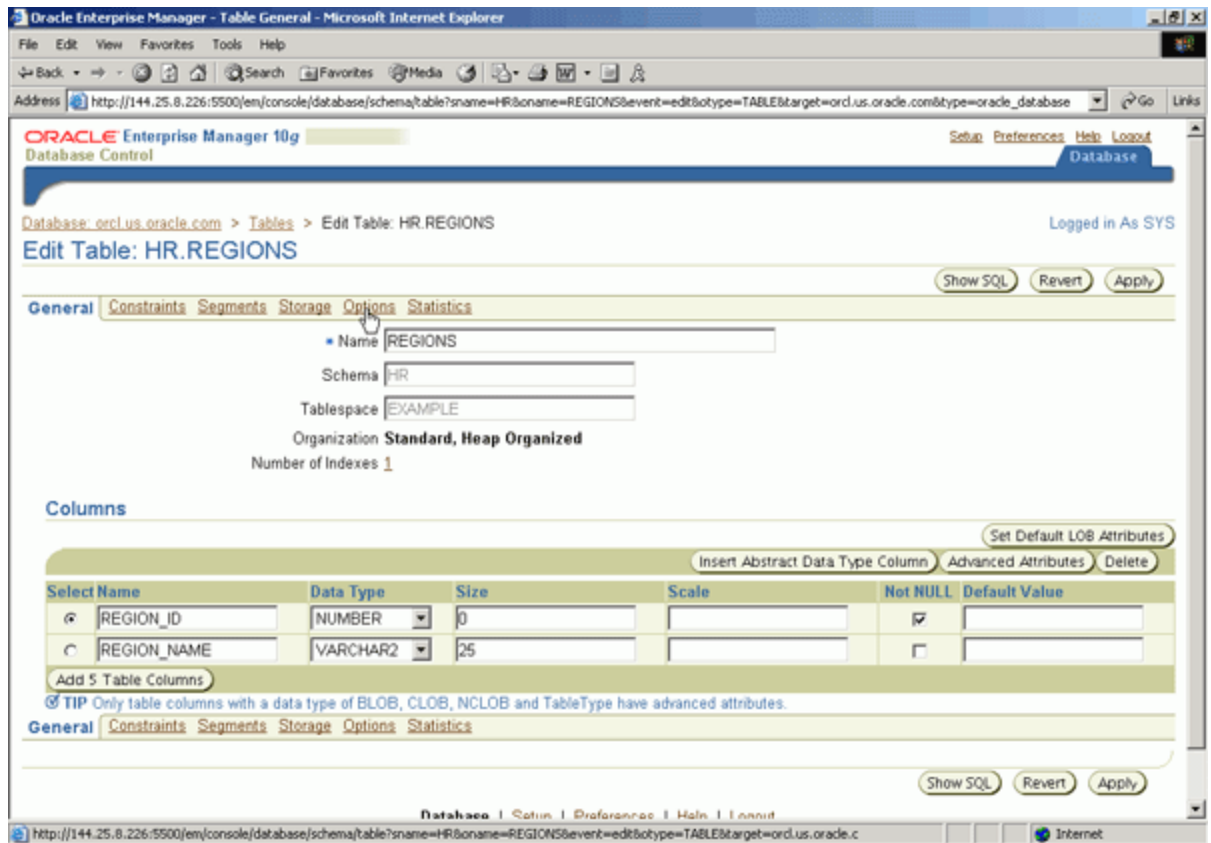 Oracle Enterprise Manager - Table General - Microsoft Internet Explorer
File Edit View Favorites Tools Help
Back Search Favorites Media
Address http://144.25.8.226:5500/em/console/database/schema/table?sname=HR&oname=REGIONS&event=edit&otype=TABLE&target=orcl.us.oracle.com&type=oracle_database Go Links
ORACLE Enterprise Manager 10g
Setup Preferences Help Logout
Database Control
Database
Database: orcl.us.oracle.com > Tables > Edit Table: HR.REGIONS
Logged in As SYS
Edit Table: HR.REGIONS
Show SQL Revert Apply
General Constraints Segments Storage Options Statistics
* Name REGIONS
Schema HR
Tablespace EXAMPLE
Organization Standard, Heap Organized
Number of Indexes 1
Columns
Set Default LOB Attributes
Insert Abstract Data Type Column Advanced Attributes Delete
Select Name Data Type Size Scale Not NULL Default Value
REGION_ID NUMBER 0
REGION_NAME VARCHAR2 25
Add 5 Table Columns
TIP Only table columns with a data type of BLOB, CLOB, NCLOB and TableType have advanced attributes.
General Constraints Segments Storage Options Statistics
Show SQL Revert Apply
Database | Setup | Preferences | Help | Logout
http://144.25.8.226:5500/em/console/database/schema/table?sname=HR&oname=REGIONS&event=edit&otype=TABLE&target=orcl.us.oracle.c Internet